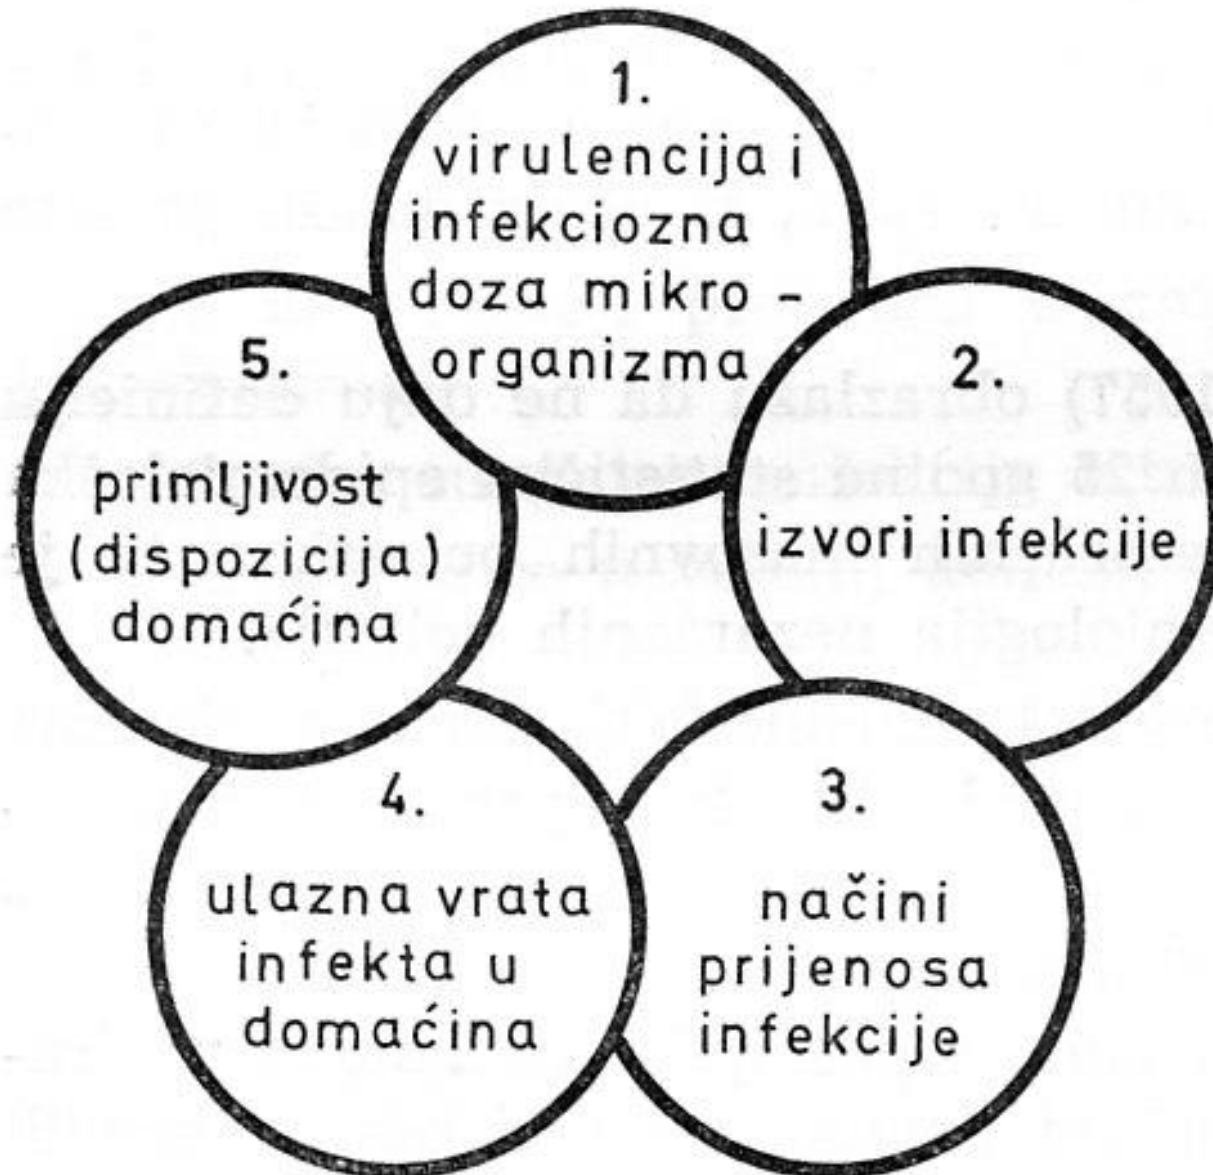 1.
virulencija i
infekciozna
doza mikro -
organizma
2.
izvori infekcije
3.
načini
prijenosa
infekcije
4.
ulazna vrata
infekta u
domaćina
5.
primljivost
(dispozicija)
domaćina